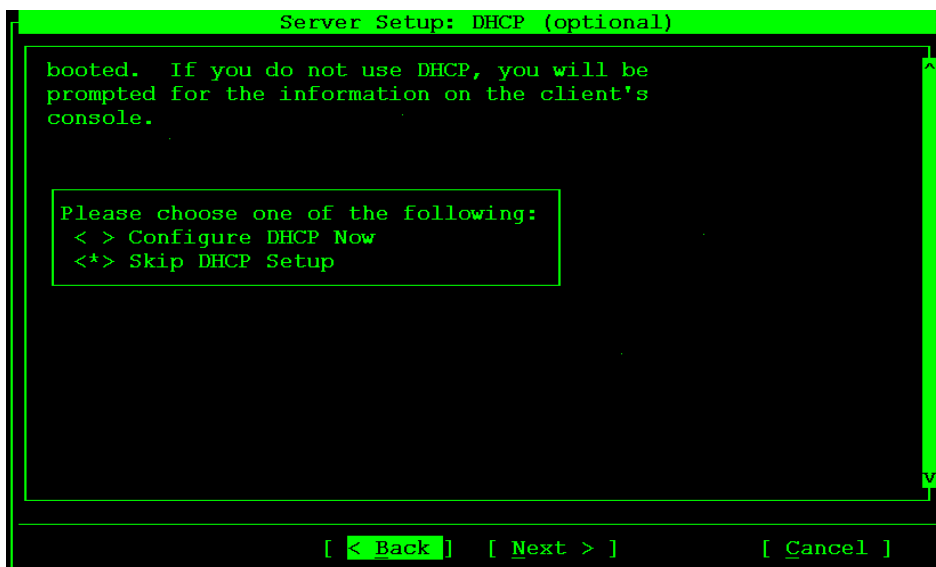 Server Setup: DHCP (optional)
booted.  If you do not use DHCP, you will be
prompted for the information on the client's
console.
Please choose one of the following:
< > Configure DHCP Now
<*> Skip DHCP Setup
[ < Back ]  [ Next > ]  [ Cancel ]